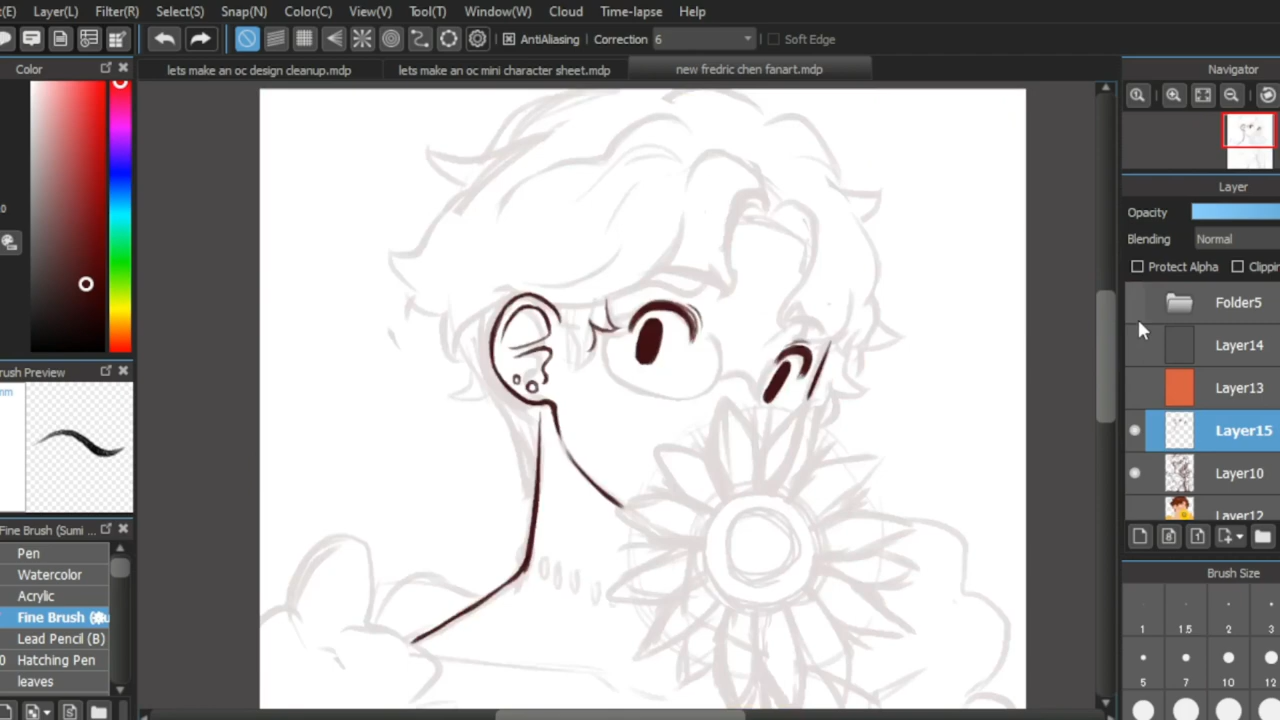 (E) Layer(L) Filter(R) Select(S) Snap(N) Color(C) View(V) Tool(T) Window(W) Cloud Time-lapse Help
AntiAliasing Correction 6 Soft Edge
Color
lets make an oc design cleanup.mdp lets make an oc mini character sheet.mdp new fredric chen fanart.mdp
Navigator
Layer
Opacity
Blending Normal
Protect Alpha Clippin
Folder5
Layer14
Layer13
Layer15
Layer10
Layer12
rush Preview
mm
Fine Brush (Sumi ...
Pen
Watercolor
Acrylic
Fine Brush (
Lead Pencil (B)
Hatching Pen
leaves
Brush Size
1 1.5 2 3
5 7 10 12